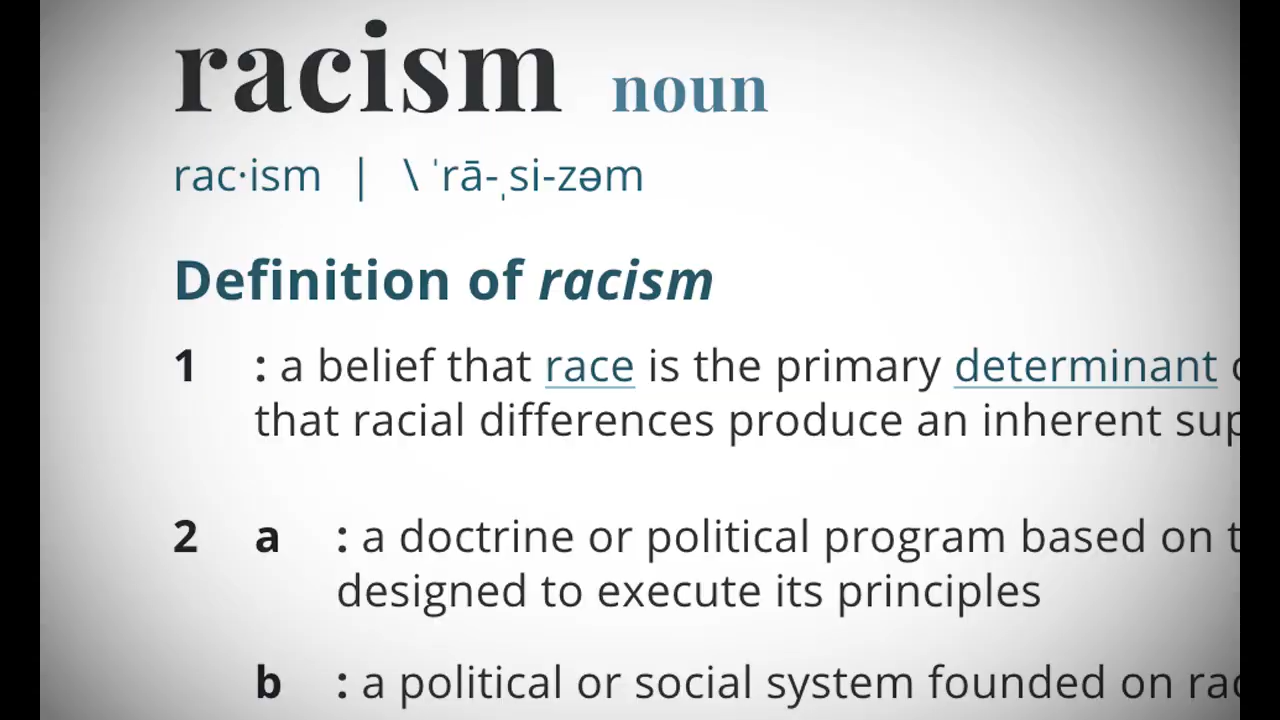 racism noun
rac·ism | \ ˈrā-ˌsi-zəm
Definition of racism
1 : a belief that race is the primary determinant
that racial differences produce an inherent
2 a : a doctrine or political program based on
designed to execute its principles
b : a political or social system founded on